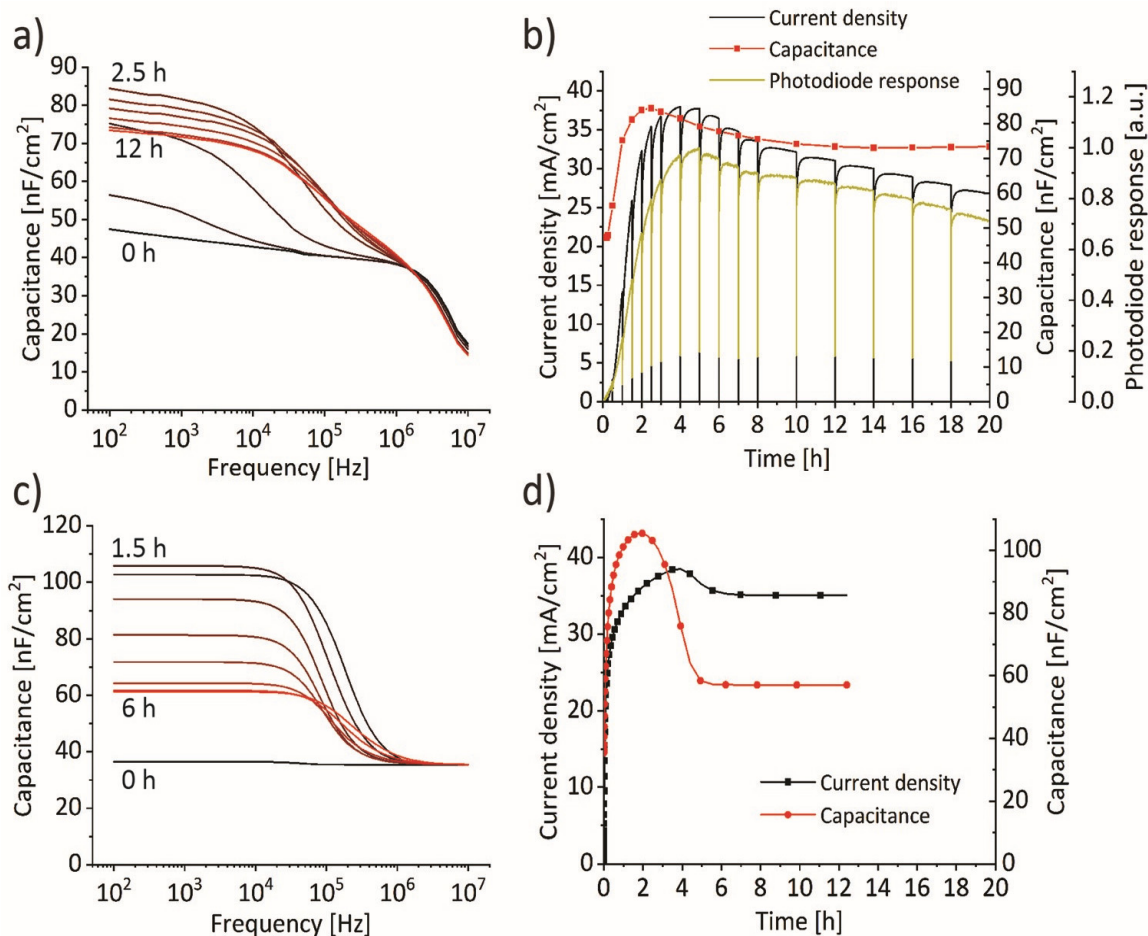 a)
2.5 h
12 h
0 h
90
80
70
60
50
40
30
20
10
0
Capacitance [nF/cm²]
10² 10³ 10⁴ 10⁵ 10⁶ 10⁷
Frequency [Hz]
b)
Current density
Capacitance
Photodiode response
40
35
30
25
20
15
10
5
0
Current density [mA/cm²]
90
80
70
60
50
40
30
20
10
0
Capacitance [nF/cm²]
1.2
1.0
0.8
0.6
0.4
0.2
0.0
Photodiode response [a.u.]
0 2 4 6 8 10 12 14 16 18 20
Time [h]
c)
1.5 h
6 h
0 h
120
100
80
60
40
20
0
Capacitance [nF/cm²]
10² 10³ 10⁴ 10⁵ 10⁶ 10⁷
Frequency [Hz]
d)
40
35
30
25
20
15
10
5
0
Current density [mA/cm²]
Current density
Capacitance
100
80
60
40
20
0
Capacitance [nF/cm²]
0 2 4 6 8 10 12 14 16 18 20
Time [h]